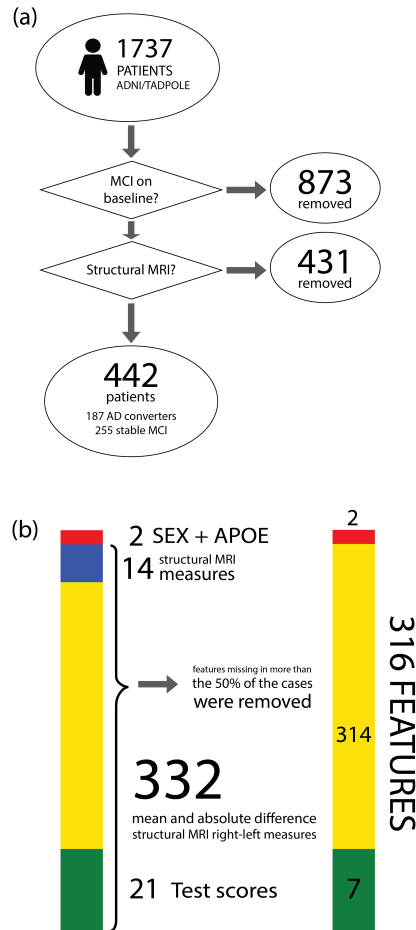 (a)
1737
PATIENTS
ADNI/TADPOLE
MCI on
baseline?
873
removed
Structural MRI?
431
removed
442
patients
187 AD converters
255 stable MCI
(b)
2 SEX + APOE
14 structural MRI
measures
features missing in more than
the 50% of the cases
were removed
332
mean and absolute difference
structural MRI right-left measures
21 Test scores
2
314
7
316 FEATURES